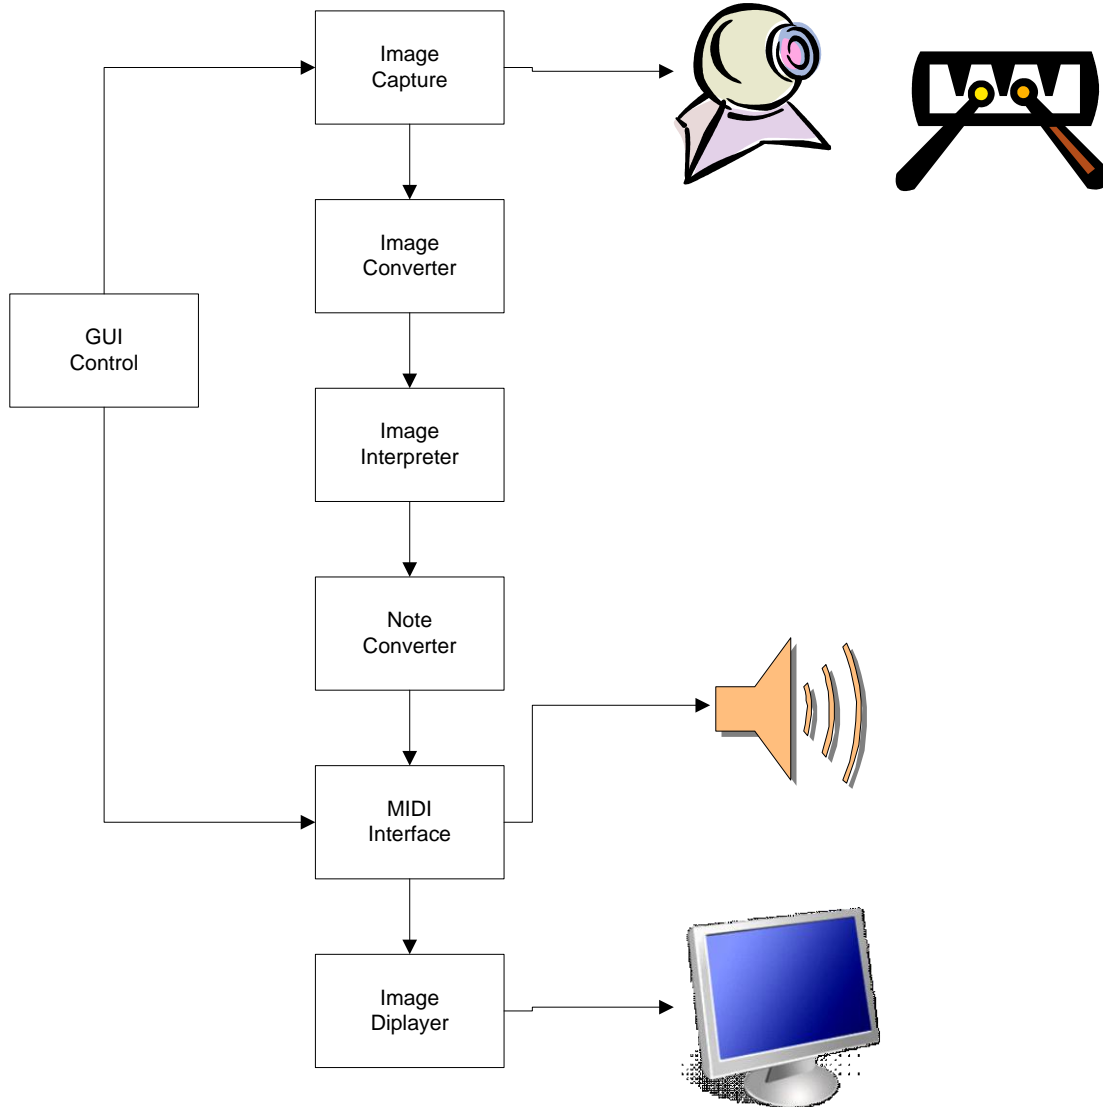 Image
Capture
Image
Converter
GUI
Control
Image
Interpreter
Note
Converter
MIDI
Interface
Image
Diplayer